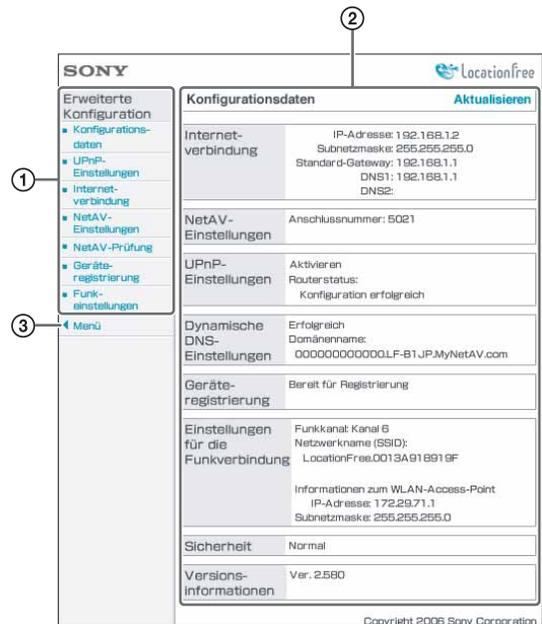 ②
SONY
LocationFree
Erweiterte
Konfiguration
Konfigurations-
daten
UPnP-
Einstellungen
Internet-
verbindung
NetAV-
Einstellungen
NetAV-Prüfung
Geräte-
registrierung
Funk-
einstellungen
①
③
Menü
Konfigurationsdaten Aktualisieren
Internet-
verbindung
IP-Adresse: 192.168.1.2
Subnetzmaske: 255.255.255.0
Standard-Gateway: 192.168.1.1
DNS1: 192.168.1.1
DNS2:
NetAV-
Einstellungen
Anschlussnummer: 5021
UPnP-
Einstellungen
Aktivieren
Routerstatus:
Konfiguration erfolgreich
Dynamische
DNS-
Einstellungen
Erfolgreich
Domänenname:
000000000000.LF-B1JP.MyNetAV.com
Geräte-
registrierung
Bereit für Registrierung
Einstellungen
für die
Funkverbindung
Funkkanal: Kanal 6
Netzwerkname (SSID):
LocationFree.0013A918919F
Informationen zum WLAN-Access-Point
IP-Adresse: 172.29.71.1
Subnetzmaske: 255.255.255.0
Sicherheit
Normal
Versions-
informationen
Ver. 2.580
Copyright 2006 Sony Corporation